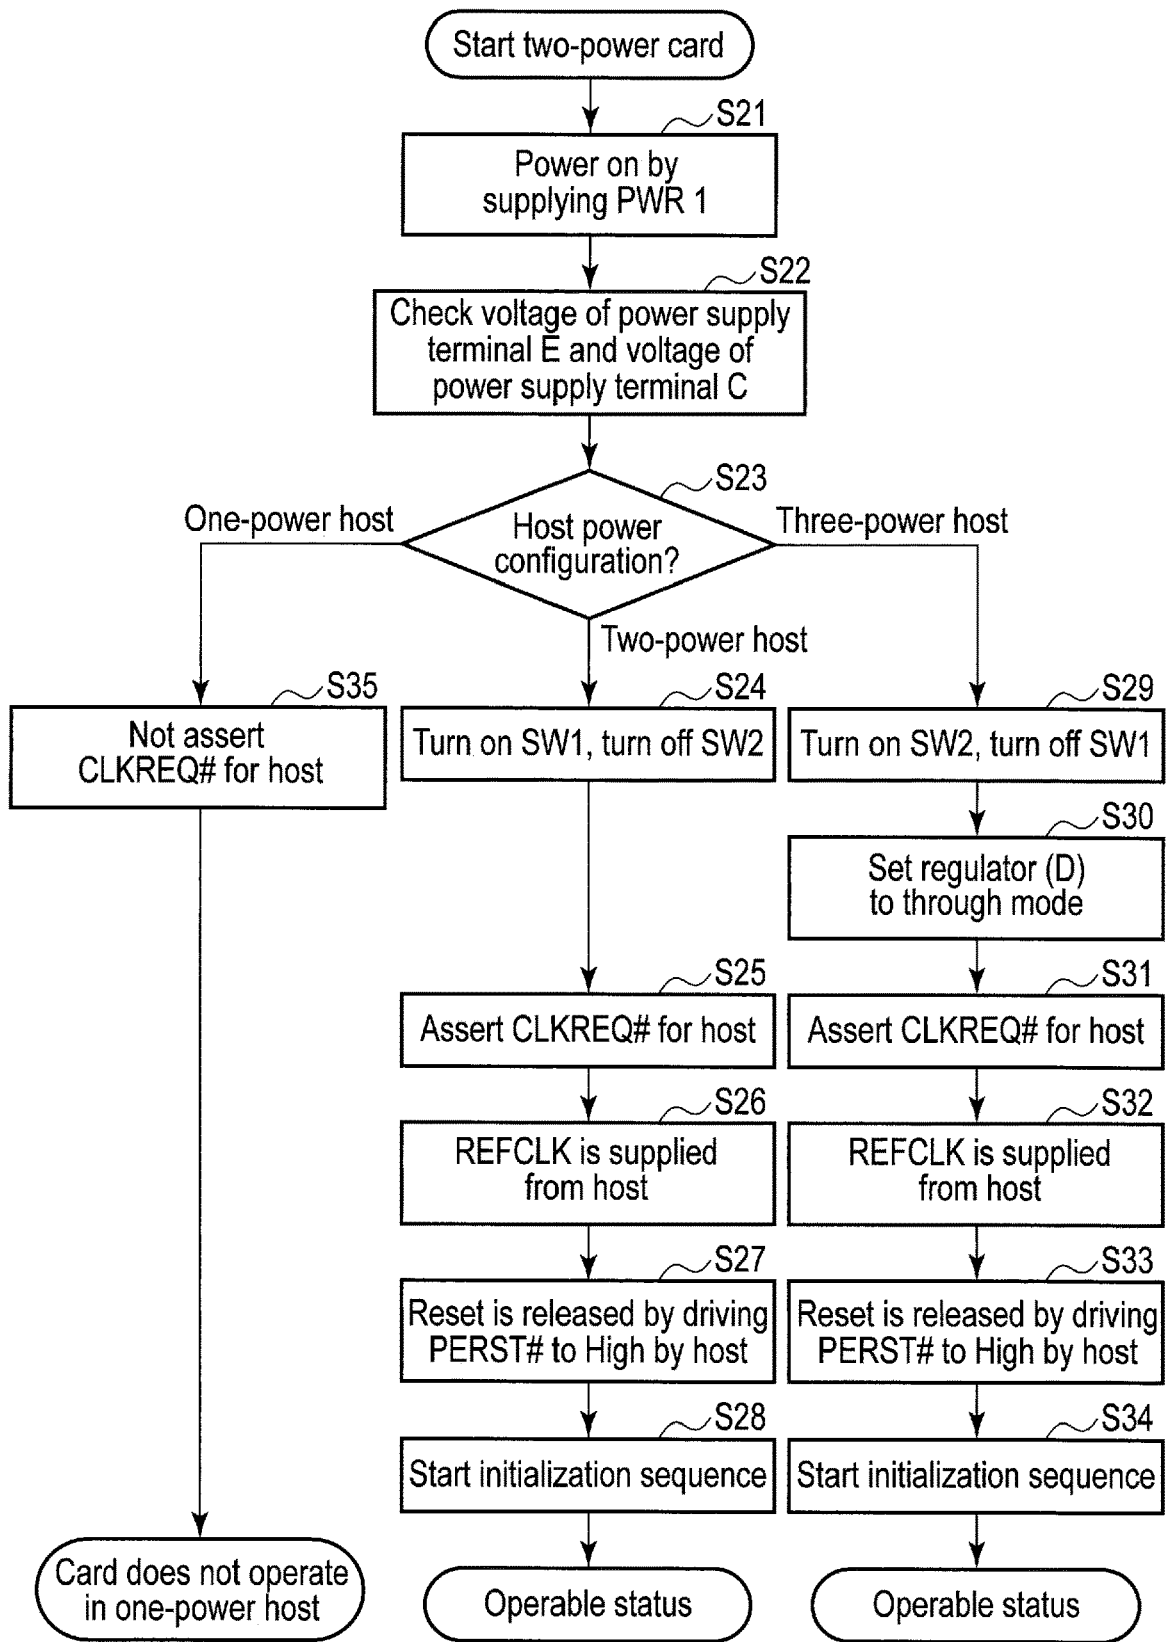 Start two-power card
S21
Power on by
supplying PWR 1
S22
Check voltage of power supply
terminal E and voltage of
power supply terminal C
S23
Host power
configuration?
One-power host
Three-power host
Two-power host
S35
Not assert
CLKREQ# for host
S24
Turn on SW1, turn off SW2
S29
Turn on SW2, turn off SW1
S30
Set regulator (D)
to through mode
S25
Assert CLKREQ# for host
S31
Assert CLKREQ# for host
S26
REFCLK is supplied
from host
S32
REFCLK is supplied
from host
S27
Reset is released by driving
PERST# to High by host
S33
Reset is released by driving
PERST# to High by host
S28
Start initialization sequence
S34
Start initialization sequence
Card does not operate
in one-power host
Operable status
Operable status